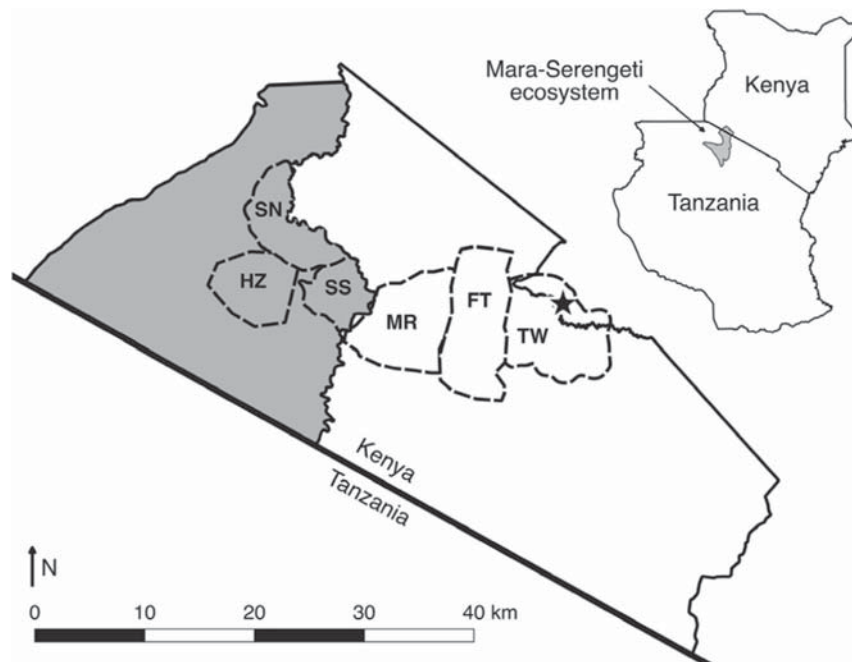 Mara-Serengeti
ecosystem
Kenya
Tanzania
SN
HZ
SS
MR
FT
TW
Kenya
Tanzania
N
0 10 20 30 40 km